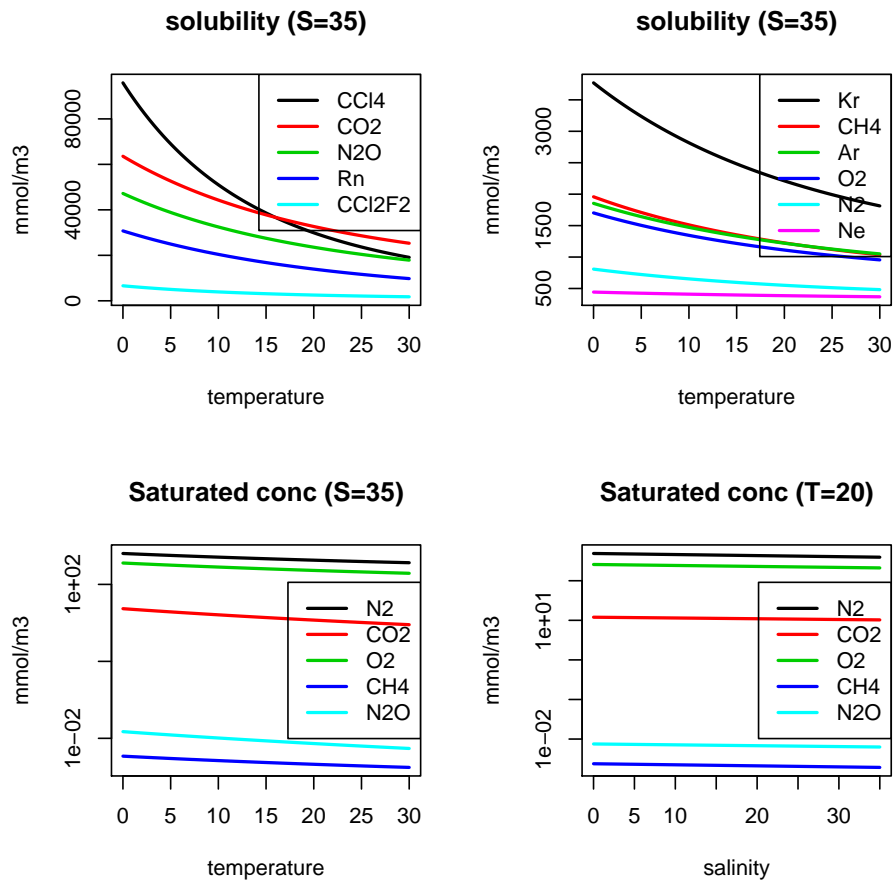 solubility (S=35)
mmol/m3
0 40000 80000
CCl4
CO2
N2O
Rn
CCl2F2
0 5 10 15 20 25 30
temperature
solubility (S=35)
mmol/m3
500 1500 3000
Kr
CH4
Ar
O2
N2
Ne
0 5 10 15 20 25 30
temperature
Saturated conc (S=35)
mmol/m3
1e−02 1e+02
N2
CO2
O2
CH4
N2O
0 5 10 15 20 25 30
temperature
Saturated conc (T=20)
mmol/m3
1e−02 1e+01
N2
CO2
O2
CH4
N2O
0 5 10 20 30
salinity